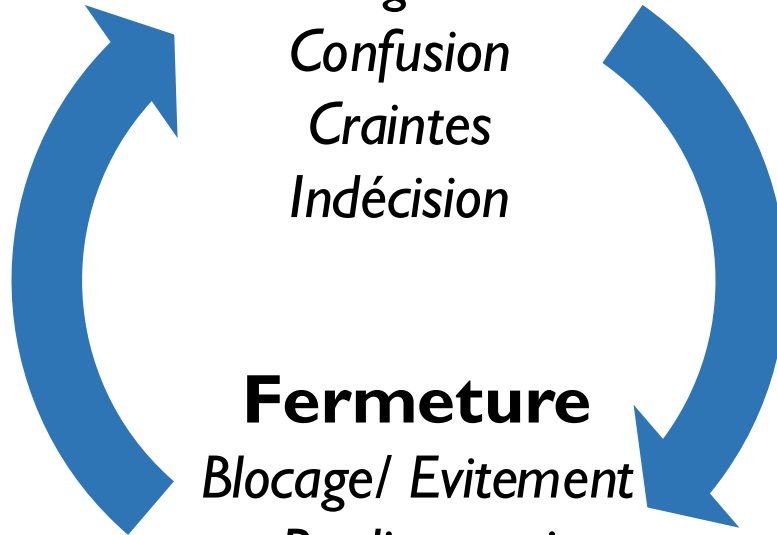 Confusion
Craintes
Indécision
Fermeture
Blocage/ Evitement